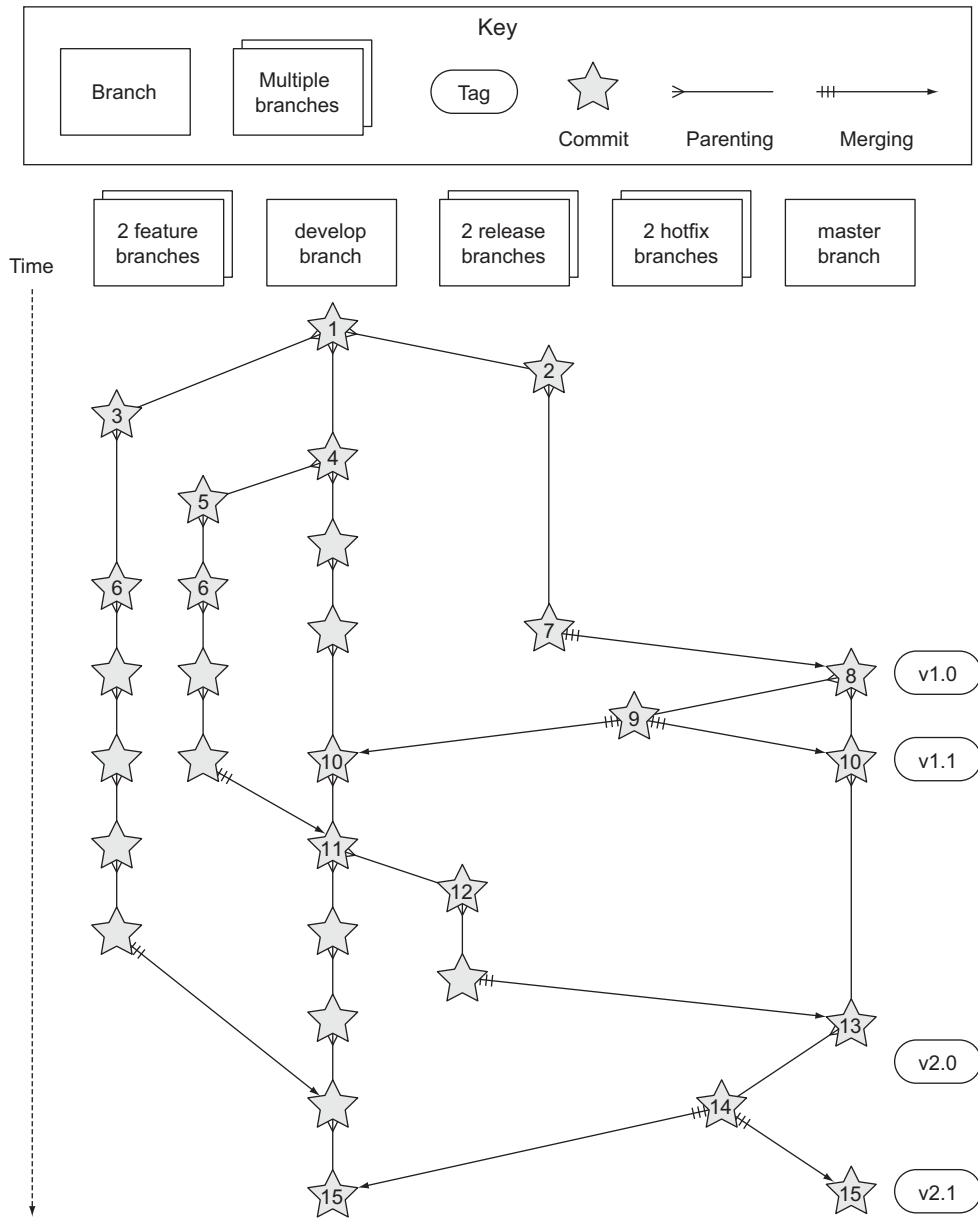 Key
Branch
Multiple
branches
Tag
Commit
Parenting
Merging
2 feature
branches
develop
branch
2 release
branches
2 hotfix
branches
master
branch
Time
1
2
3
4
5
6
6
7
8
v1.0
9
10
10
v1.1
11
12
13
v2.0
14
15
15
v2.1